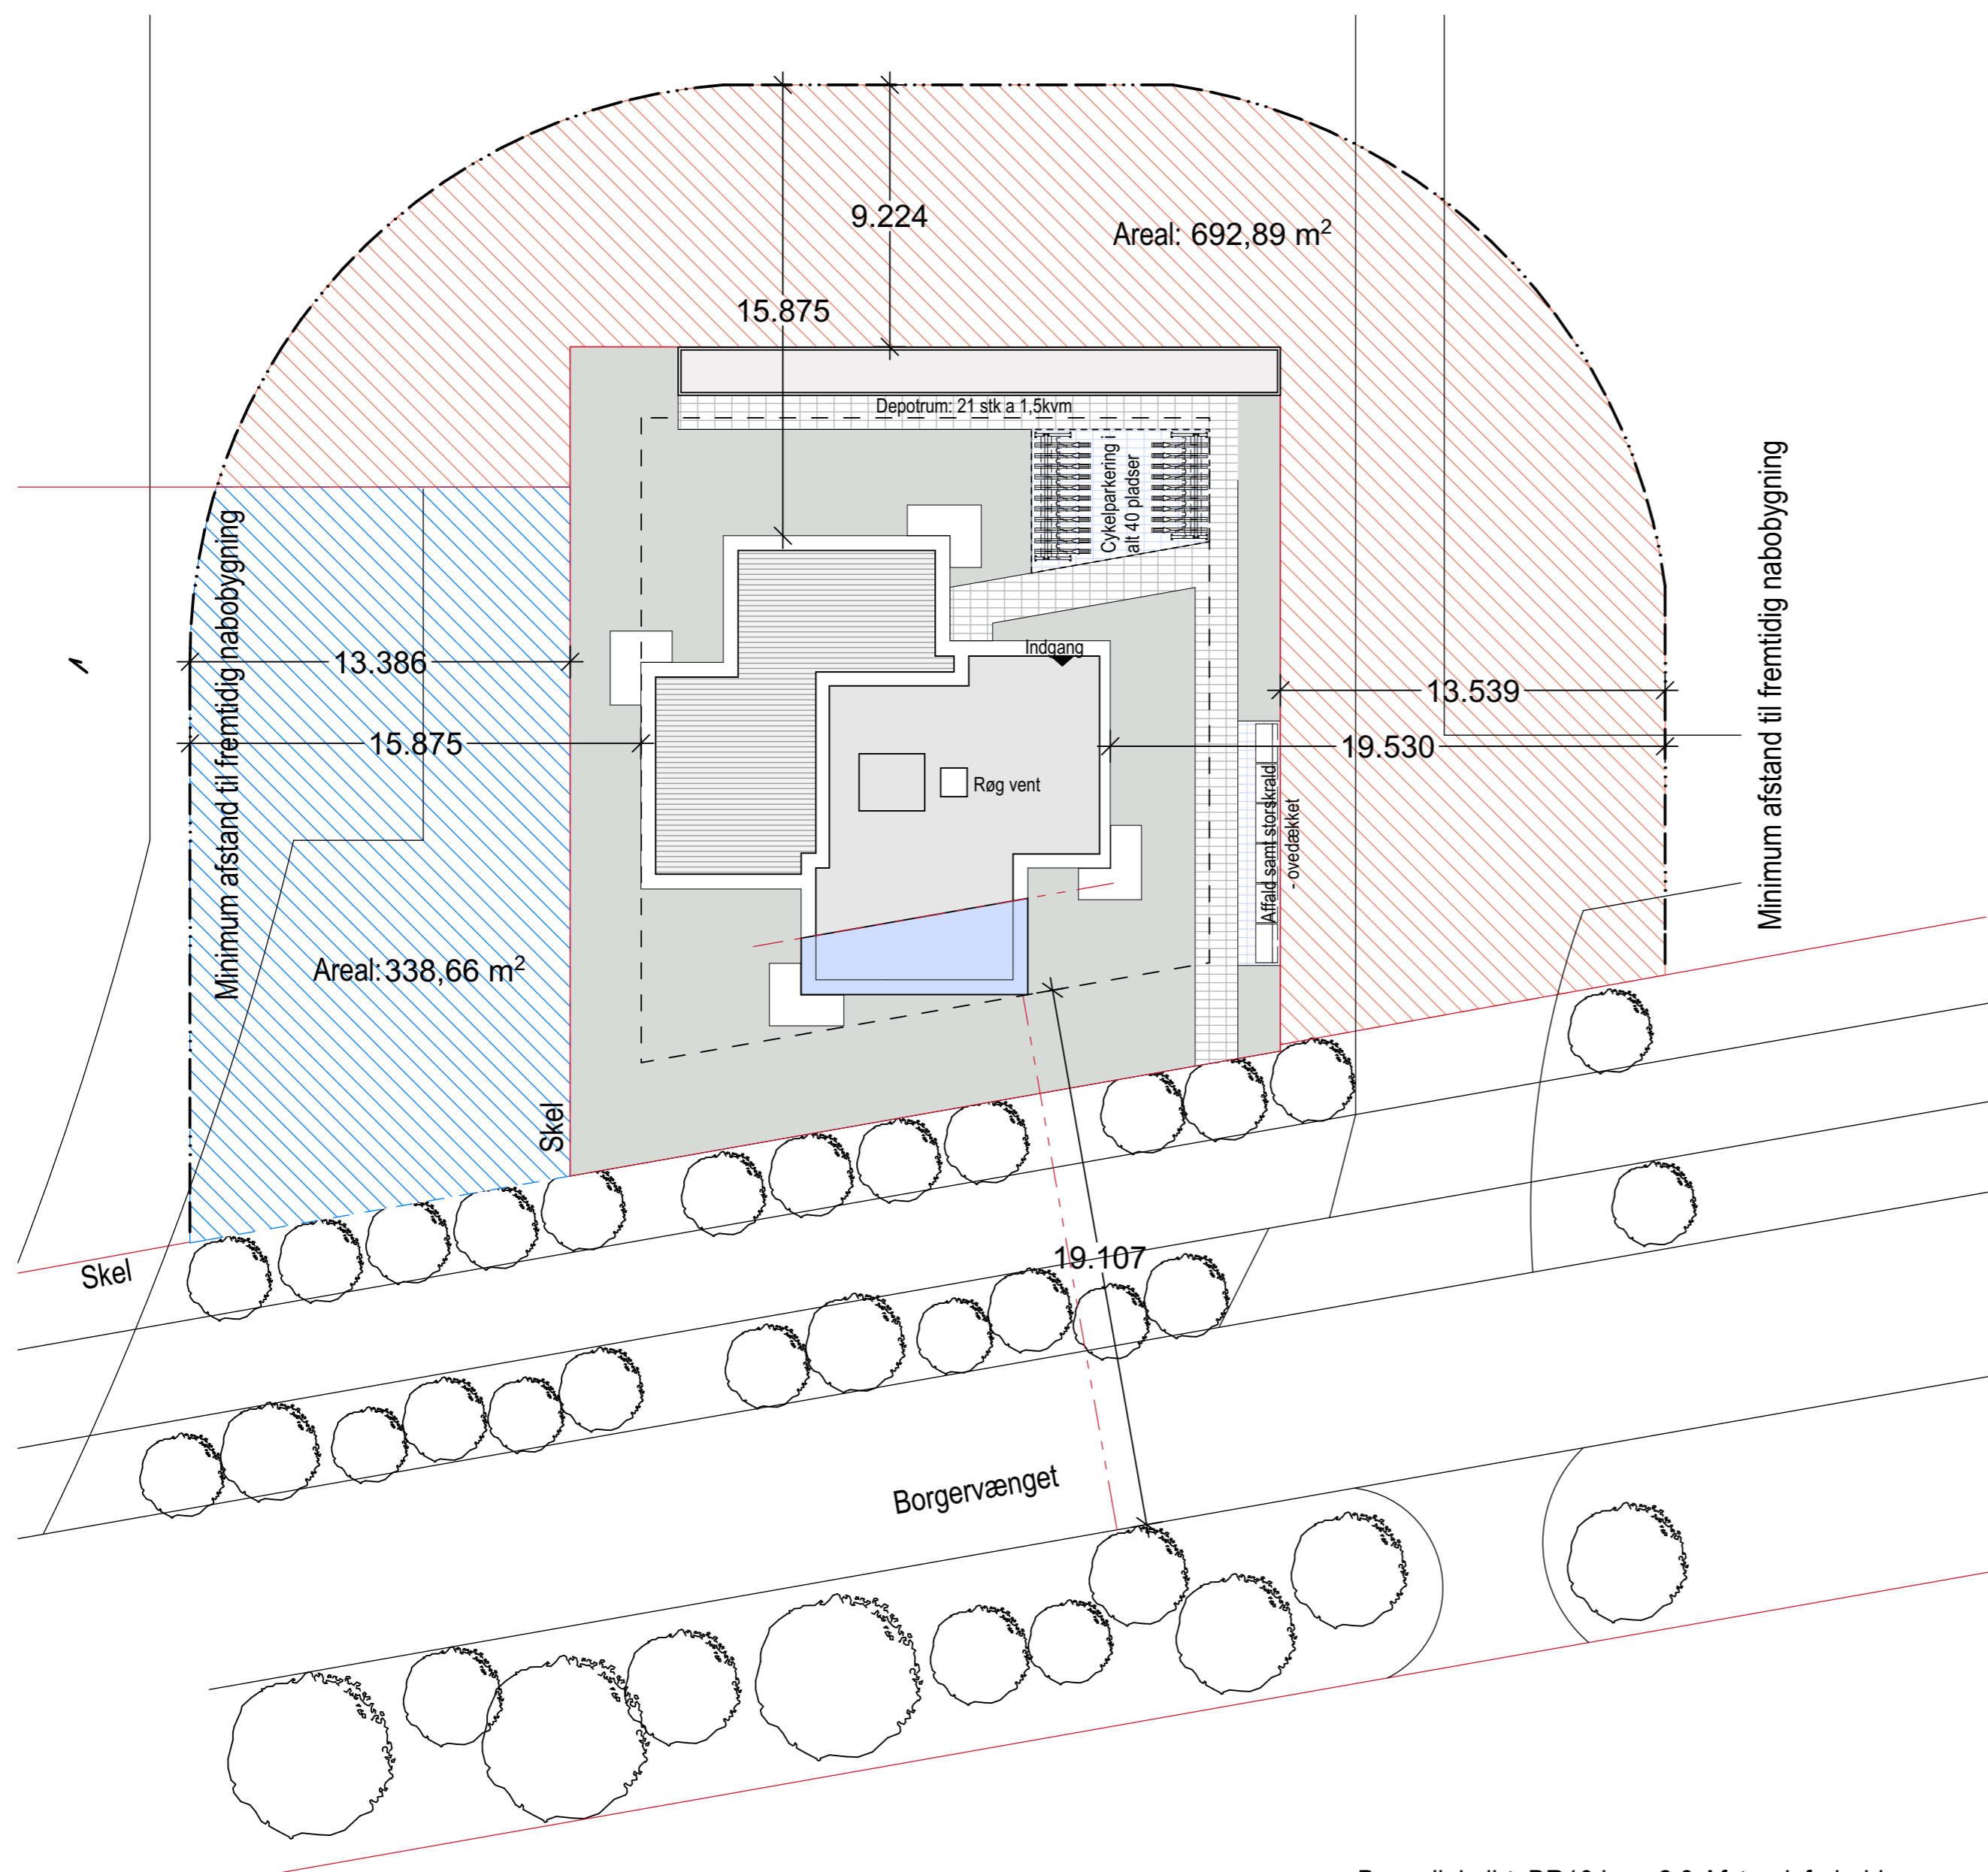 9.224
Areal: 692,89 m²
15.875
Depotrum: 21 stk a 1,5kvm
Cykelparkering i
alt 40 pladser
Minimum afstand til fremtidig nabobygning
Minimum afstand til fremtidig nabobygning
Indgang
13.386
13.539
15.875
19.530
Røg vent
Affald samt storskrald
- ovedækket
Areal: 338,66 m²
Skel
Skel
19.107
Borgervænget